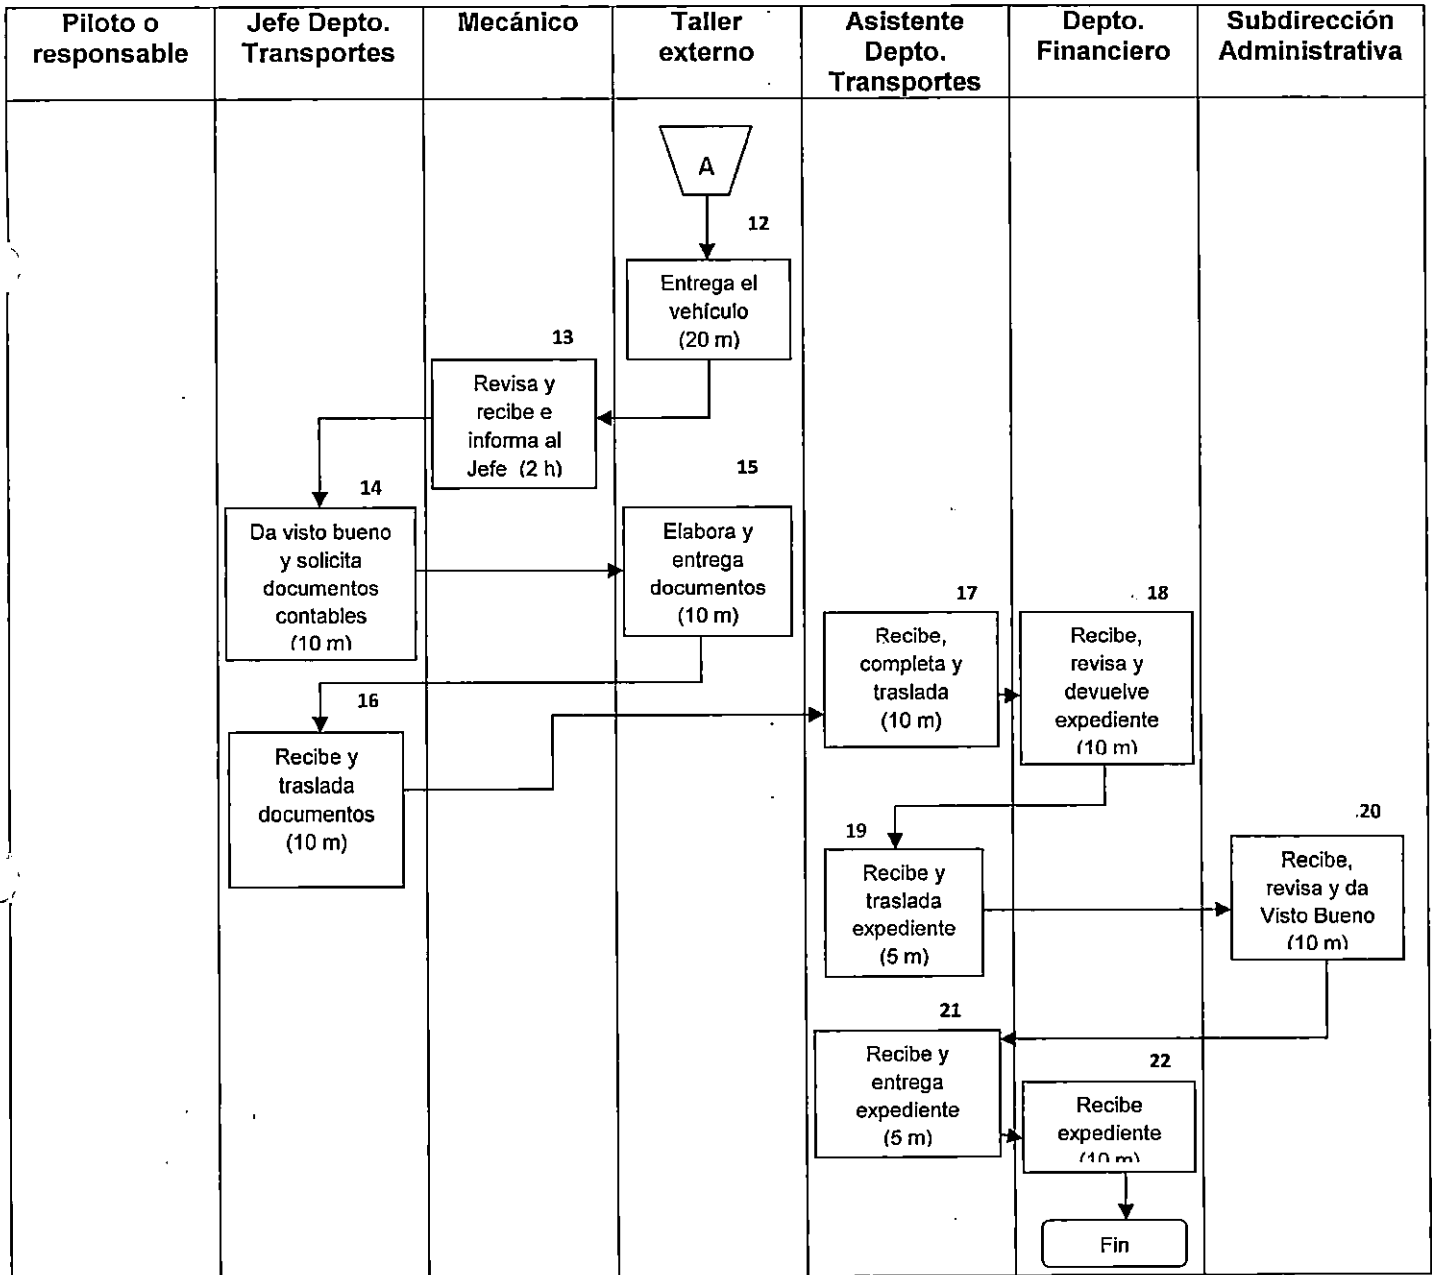 Piloto o
responsable
Jefe Depto.
Transportes
Mecánico
Taller
externo
Asistente
Depto.
Transportes
Depto.
Financiero
Subdirección
Administrativa
A
12
Entrega el
vehículo
(20 m)
13
Revisa y
recibe e
informa al
Jefe (2 h)
14
Da visto bueno
y solicita
documentos
contables
(10 m)
15
Elabora y
entrega
documentos
(10 m)
16
Recibe y
traslada
documentos
(10 m)
17
Recibe,
completa y
traslada
(10 m)
18
Recibe,
revisa y
devuelve
expediente
(10 m)
19
Recibe y
traslada
expediente
(5 m)
20
Recibe,
revisa y da
Visto Bueno
(10 m)
21
Recibe y
entrega
expediente
(5 m)
22
Recibe
expediente
(10 m)
Fin